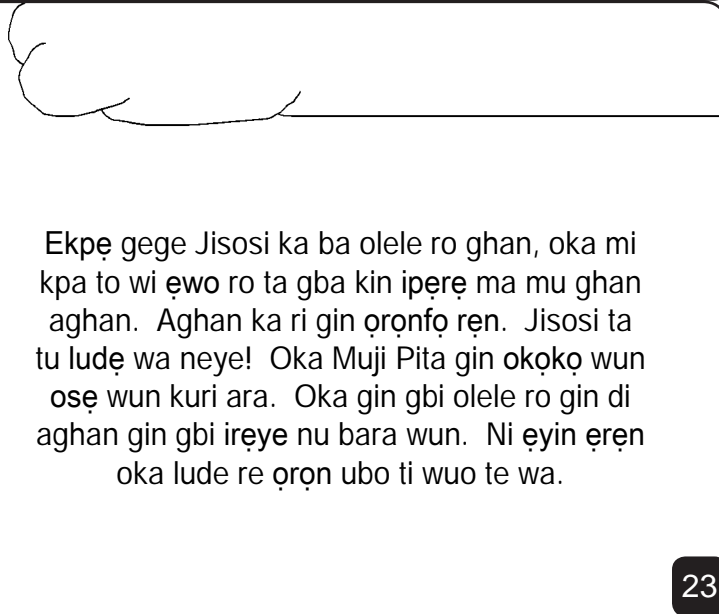 Ekpẹ gege Jisosi ka ba olele ro ghan, oka mi
kpa to wi ẹwo ro ta gba kin ipẹrẹ ma mu ghan
aghan. Aghan ka ri gin ọrọnfọ rẹn. Jisosi ta
tu ludẹ wa neye! Oka Muji Pita gin okọkọ wun
osẹ wun kuri ara. Oka gin gbi olele ro gin di
aghan gin gbi irẹye nu bara wun. Ni ẹyin ẹrẹn
oka lude re ọrọn ubo ti wuo te wa.
23